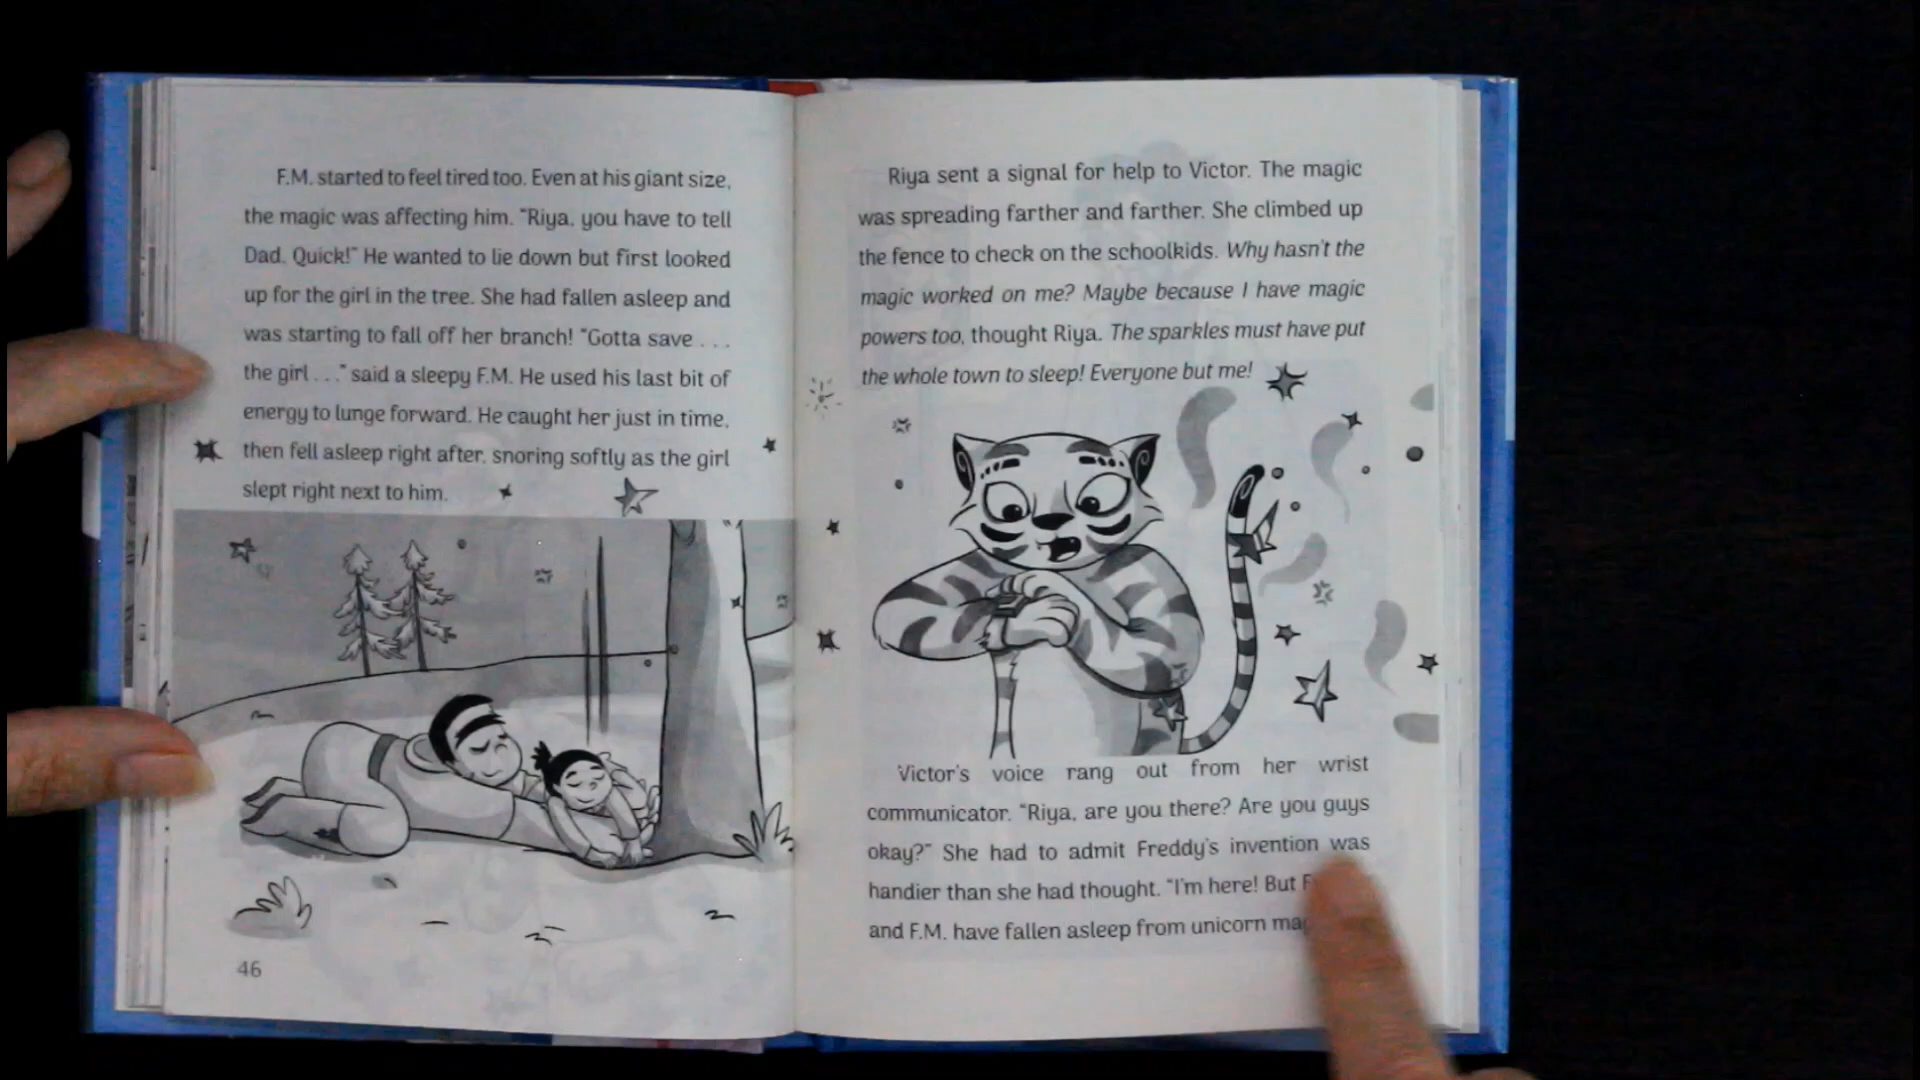 F.M. started to feel tired too. Even at his giant size,
the magic was affecting him. “Riya, you have to tell
Dad. Quick!” He wanted to lie down but first looked
up for the girl in the tree. She had fallen asleep and
was starting to fall off her branch! “Gotta save . . .
the girl . . .” said a sleepy F.M. He used his last bit of
energy to lunge forward. He caught her just in time,
then fell asleep right after, snoring softly as the girl
slept right next to him.
46
Riya sent a signal for help to Victor. The magic
was spreading farther and farther. She climbed up
the fence to check on the schoolkids. Why hasn’t the
magic worked on me? Maybe because I have magic
powers too, thought Riya. The sparkles must have put
the whole town to sleep! Everyone but me!
Victor’s voice rang out from her wrist
communicator. “Riya, are you there? Are you guys
okay?” She had to admit Freddy’s invention was
handier than she had thought. “I’m here! But
and F.M. have fallen asleep from unicorn